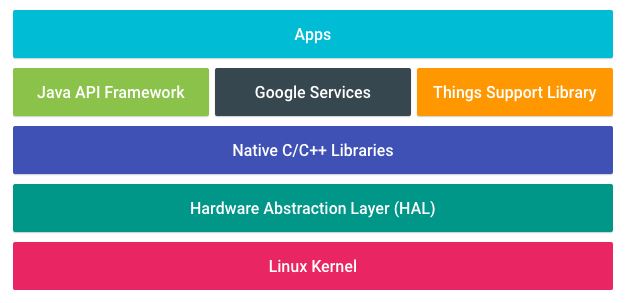 Apps
Java API Framework
Google Services
Things Support Library
Native C/C++ Libraries
Hardware Abstraction Layer (HAL)
Linux Kernel